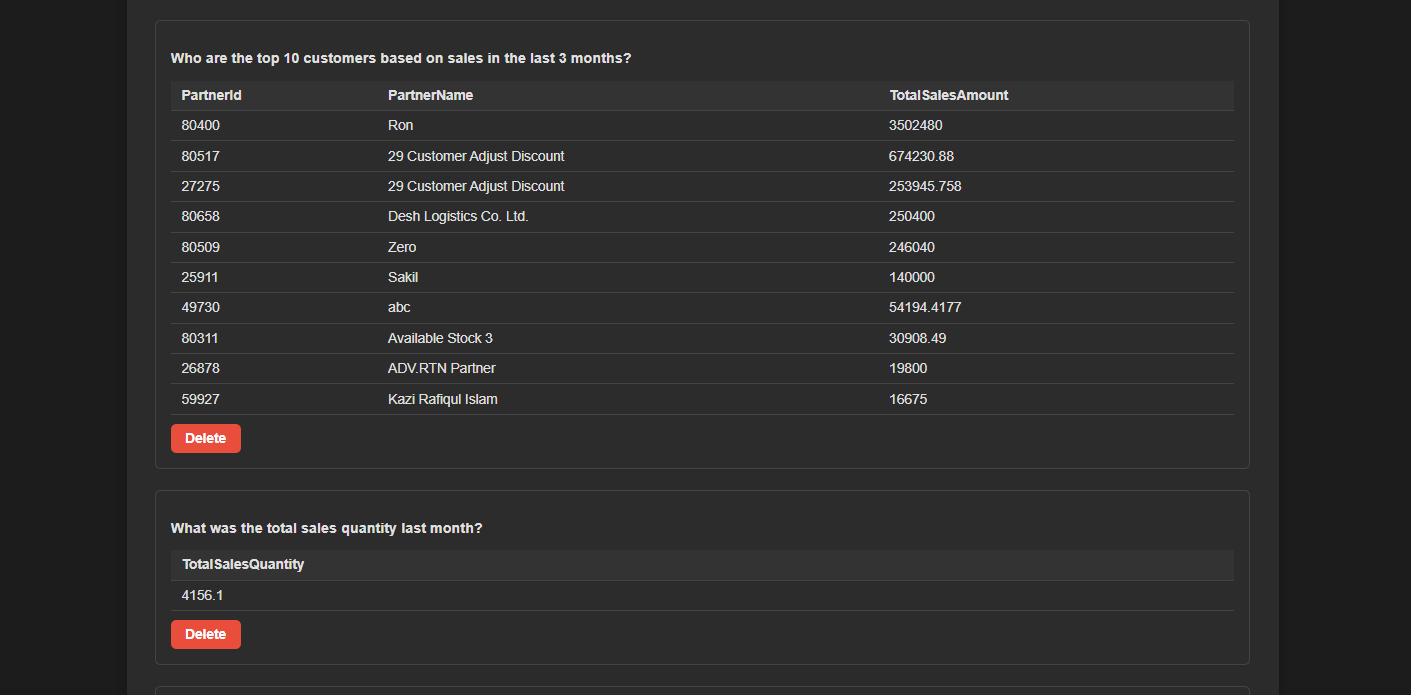 Who are the top 10 customers based on sales in the last 3 months?
PartnerId PartnerName TotalSalesAmount
80400 Ron 3502480
80517 29 Customer Adjust Discount 674230.88
27275 29 Customer Adjust Discount 253945.758
80658 Desh Logistics Co. Ltd. 250400
80509 Zero 246040
25911 Sakil 140000
49730 abc 54194.4177
80311 Available Stock 3 30908.49
26878 ADV.RTN Partner 19800
59927 Kazi Rafiqul Islam 16675
Delete
What was the total sales quantity last month?
TotalSalesQuantity
4156.1
Delete